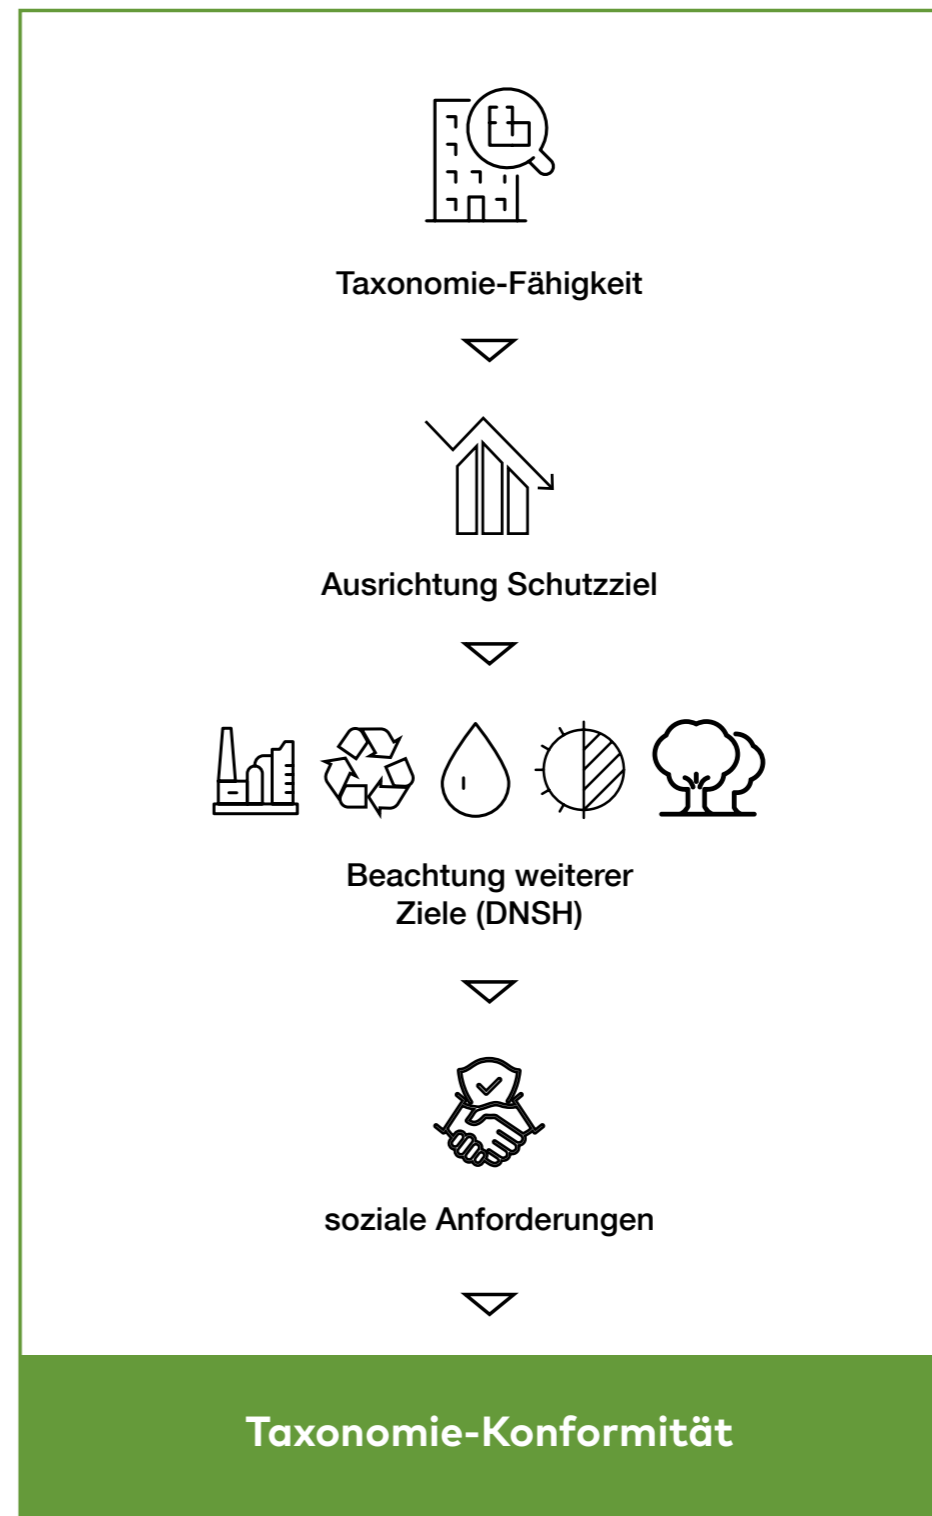 Taxonomie-Fähigkeit
Ausrichtung Schutzziel
Beachtung weiterer
Ziele (DNSH)
soziale Anforderungen
Taxonomie-Konformität